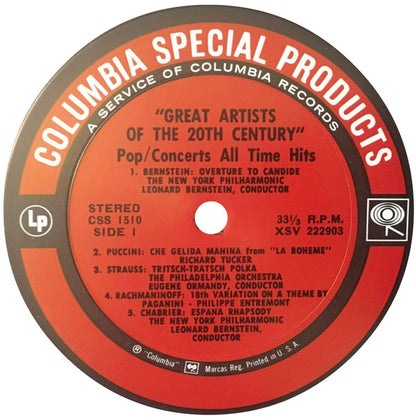 COLUMBIA SPECIAL PRODUCTS
A SERVICE OF COLUMBIA RECORDS
"GREAT ARTISTS
OF THE 20TH CENTURY"
Pop/Concerts All Time Hits
1. BERNSTEIN: OVERTURE TO CANDIDE
THE NEW YORK PHILHARMONIC
LEONARD BERNSTEIN, CONDUCTOR
STEREO
CSS 1510
SIDE 1
33⅓ R.P.M.
XSV 222903
LP
2. PUCCINI: CHE GELIDA MANINA from "LA BOHEME"
RICHARD TUCKER
3. STRAUSS: TRITSCH-TRATSCH POLKA
THE PHILADELPHIA ORCHESTRA
EUGENE ORMANDY, CONDUCTOR
4. RACHMANINOFF: 18th VARIATION ON A THEME BY
PAGANINI - PHILIPPE ENTREMONT
5. CHABRIER: ESPANA RHAPSODY
THE NEW YORK PHILHARMONIC
LEONARD BERNSTEIN,
CONDUCTOR
® "Columbia" Marcas Reg. Printed in U.S.A.